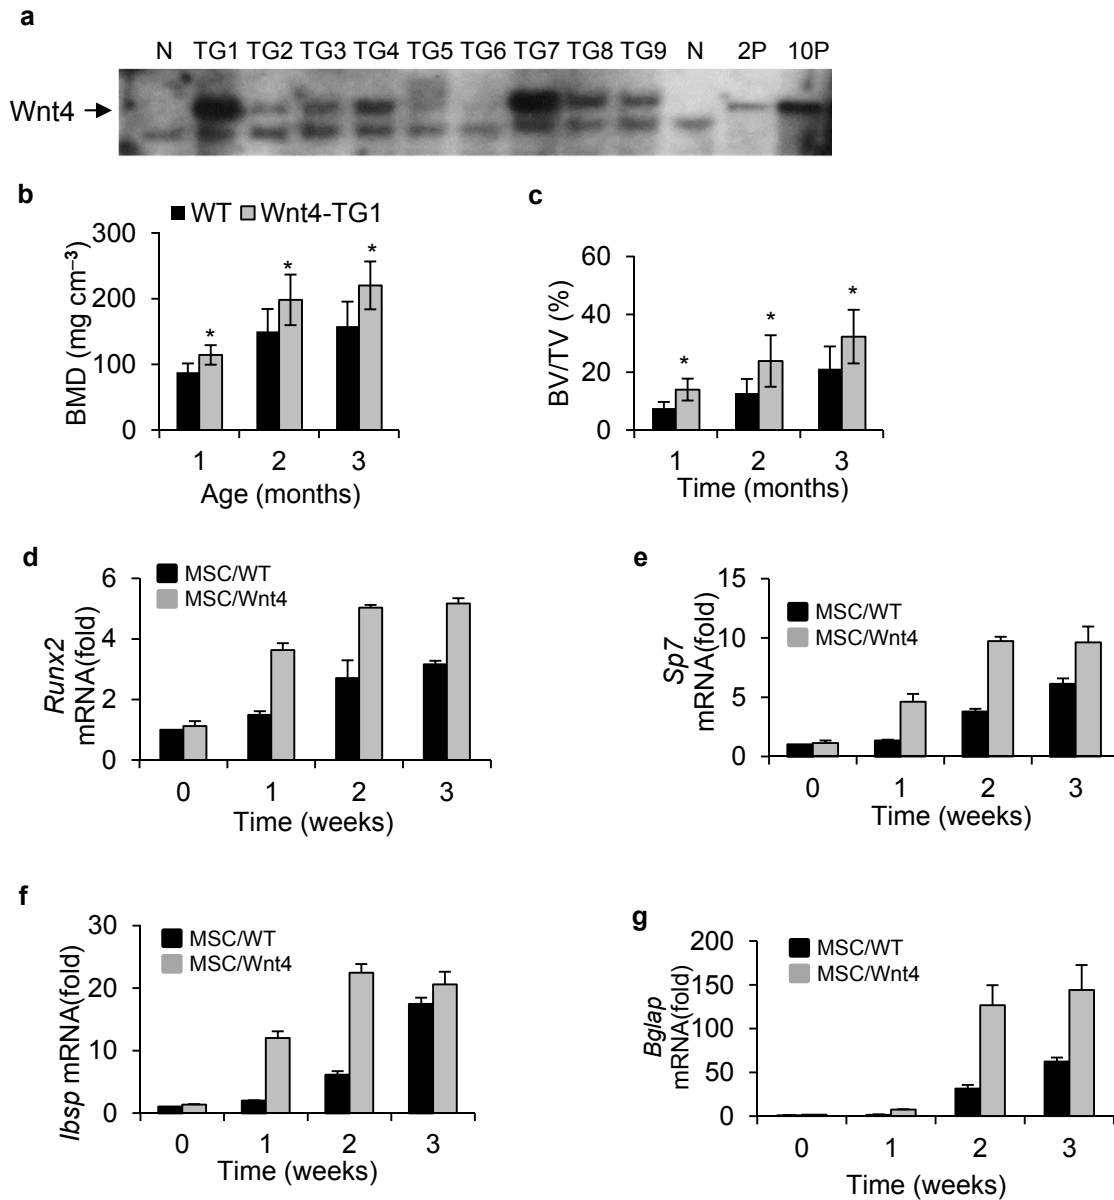 a
N TG1 TG2 TG3 TG4 TG5 TG6 TG7 TG8 TG9 N 2P 10P
Wnt4
b
WT Wnt4-TG1
BMD (mg cm⁻³)
300
200
100
0
* * *
1 2 3
Age (months)
c
BV/TV (%)
60
40
20
0
* * *
1 2 3
Time (months)
d
MSC/WT
MSC/Wnt4
Runx2
mRNA(fold)
6
4
2
0
0 1 2 3
Time (weeks)
e
MSC/WT
MSC/Wnt4
Sp7
mRNA(fold)
15
10
5
0
0 1 2 3
Time (weeks)
f
MSC/WT
MSC/Wnt4
Ibsp mRNA(fold)
30
20
10
0
0 1 2 3
Time (weeks)
g
MSC/WT
MSC/Wnt4
Bglap
mRNA(fold)
200
150
100
50
0
0 1 2 3
Time (weeks)